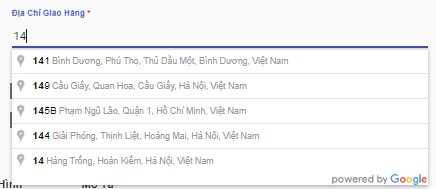 Địa Chỉ Giao Hàng *
14
141 Bình Dương, Phú Thọ, Thủ Dầu Một, Bình Dương, Việt Nam
149 Cầu Giấy, Quan Hoa, Cầu Giấy, Hà Nội, Việt Nam
145B Phạm Ngũ Lão, Quận 1, Hồ Chí Minh, Việt Nam
144 Giải Phóng, Thịnh Liệt, Hoàng Mai, Hà Nội, Việt Nam
14 Hàng Trống, Hoàn Kiếm, Hà Nội, Việt Nam
powered by Google